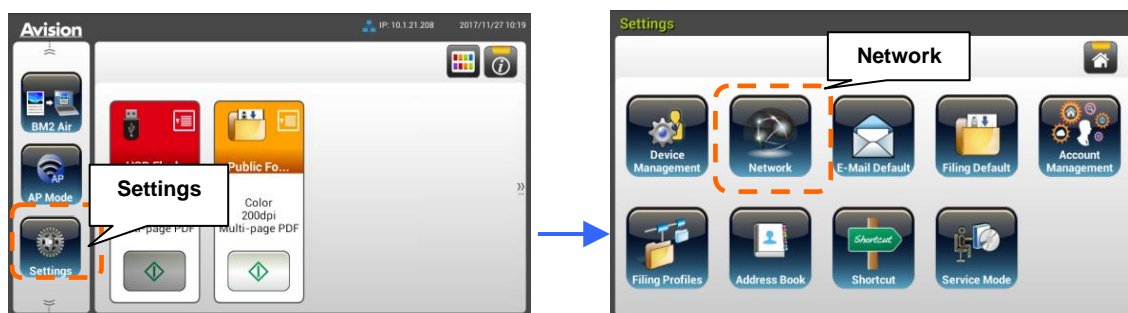 Avision
IP: 10.1.21.208
2017/11/27 10:19
BM2 Air
AP
AP Mode
Settings
Settings
Public Fo...
Color
200dpi
Multi-page PDF
page PDF
Settings
Network
Device
Management
Network
E-Mail Default
Filing Default
Account
Management
Filing Profiles
Address Book
Shortcut
Shortcut
Service Mode